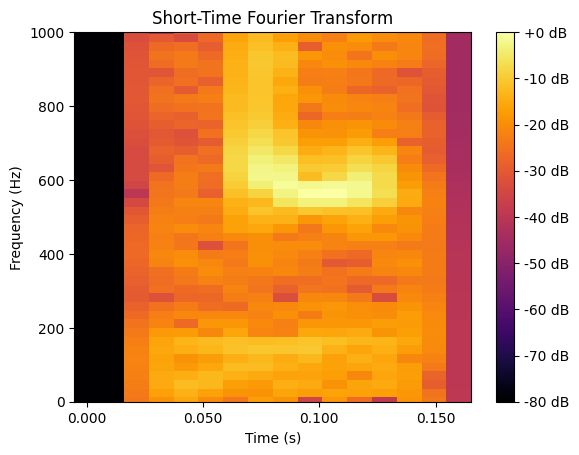 Short-Time Fourier Transform
1000
800
600
400
200
0
Frequency (Hz)
0.000
0.050
0.100
0.150
Time (s)
+0 dB
-10 dB
-20 dB
-30 dB
-40 dB
-50 dB
-60 dB
-70 dB
-80 dB